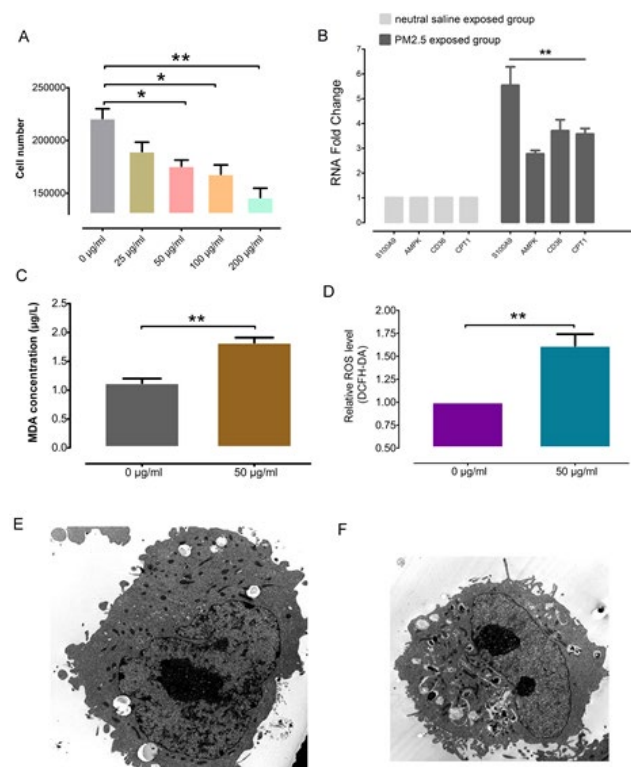 neutral saline exposed group
PM2.5 exposed group
A
Cell number
250000
200000
150000
**
*
*
0 μg/ml
25 μg/ml
50 μg/ml
100 μg/ml
200 μg/ml
B
RNA Fold Change
7
6
5
4
3
2
1
0
**
S100A9
AMPK
CD36
CPT1
S100A9
AMPK
CD36
CPT1
C
MDA concentration (μg/L)
2.5
2.0
1.5
1.0
0.5
0.0
**
0 μg/ml
50 μg/ml
D
Relative ROS level
(DCFH-DA)
2.00
1.75
1.50
1.25
1.00
0.75
0.50
**
0 μg/ml
50 μg/ml
E
F